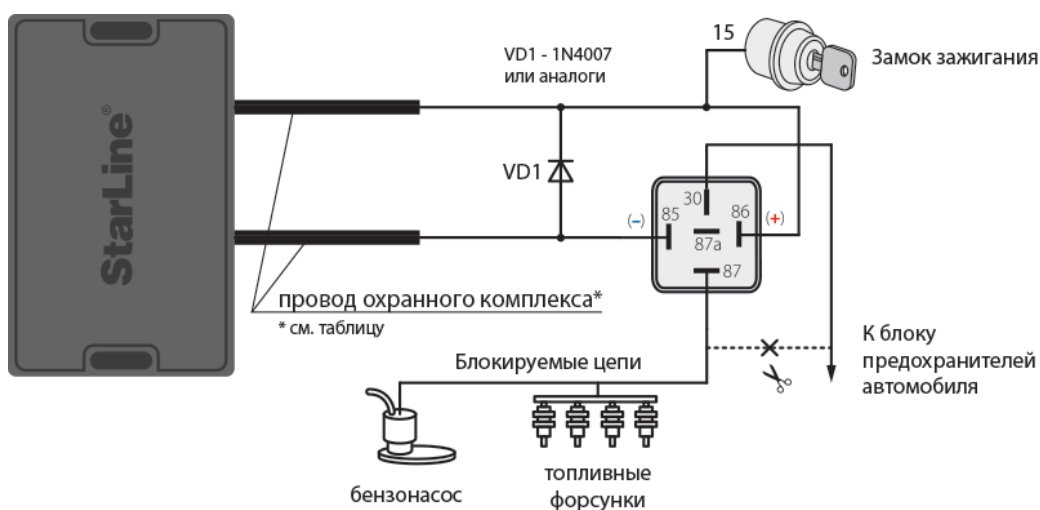 VD1 - 1N4007
или аналоги
15
Замок зажигания
StarLine®
VD1
30
(–)
85
86
(+)
87a
87
провод охранного комплекса*
* см. таблицу
Блокируемые цепи
К блоку
предохранителей
автомобиля
бензонасос
топливные
форсунки